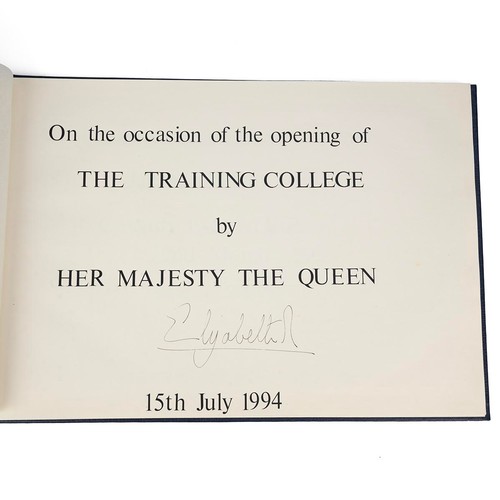 On the occasion of the opening of
THE TRAINING COLLEGE
by
HER MAJESTY THE QUEEN
Elizabeth R
15th July 1994